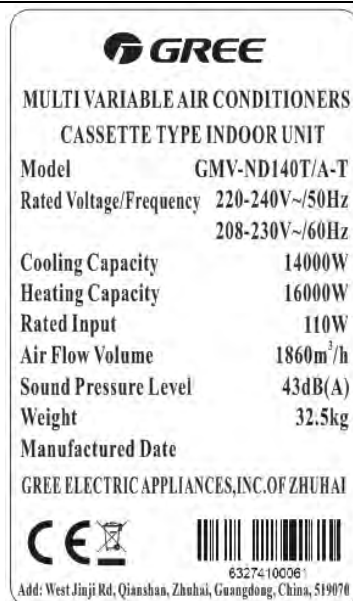 GREE
MULTI VARIABLE AIR CONDITIONERS
CASSETTE TYPE INDOOR UNIT
Model GMV-ND140T/A-T
Rated Voltage/Frequency 220-240V~/50Hz
208-230V~/60Hz
Cooling Capacity 14000W
Heating Capacity 16000W
Rated Input 110W
Air Flow Volume 1860m³/h
Sound Pressure Level 43dB(A)
Weight 32.5kg
Manufactured Date
GREE ELECTRIC APPLIANCES,INC.OF ZHUHAI
CE
63274100061
Add: West Jinji Rd, Qianshan, Zhuhai, Guangdong, China, 519070